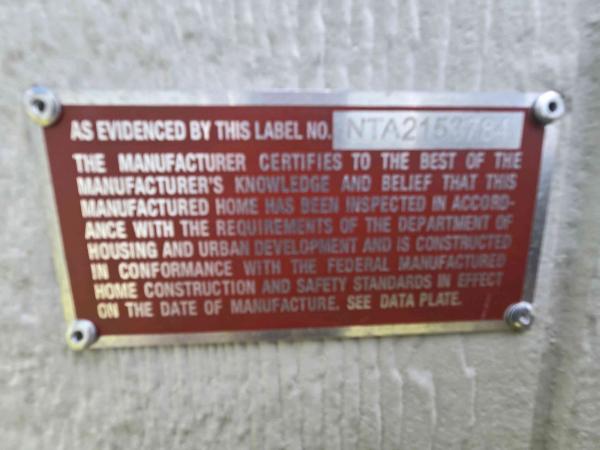 AS EVIDENCED BY THIS LABEL NO. NTA2153784
THE MANUFACTURER CERTIFIES TO THE BEST OF THE
MANUFACTURER'S KNOWLEDGE AND BELIEF THAT THIS
MANUFACTURED HOME HAS BEEN INSPECTED IN ACCORD-
ANCE WITH THE REQUIREMENTS OF THE DEPARTMENT OF
HOUSING AND URBAN DEVELOPMENT AND IS CONSTRUCTED
IN CONFORMANCE WITH THE FEDERAL MANUFACTURED
HOME CONSTRUCTION AND SAFETY STANDARDS IN EFFECT
ON THE DATE OF MANUFACTURE. SEE DATA PLATE.